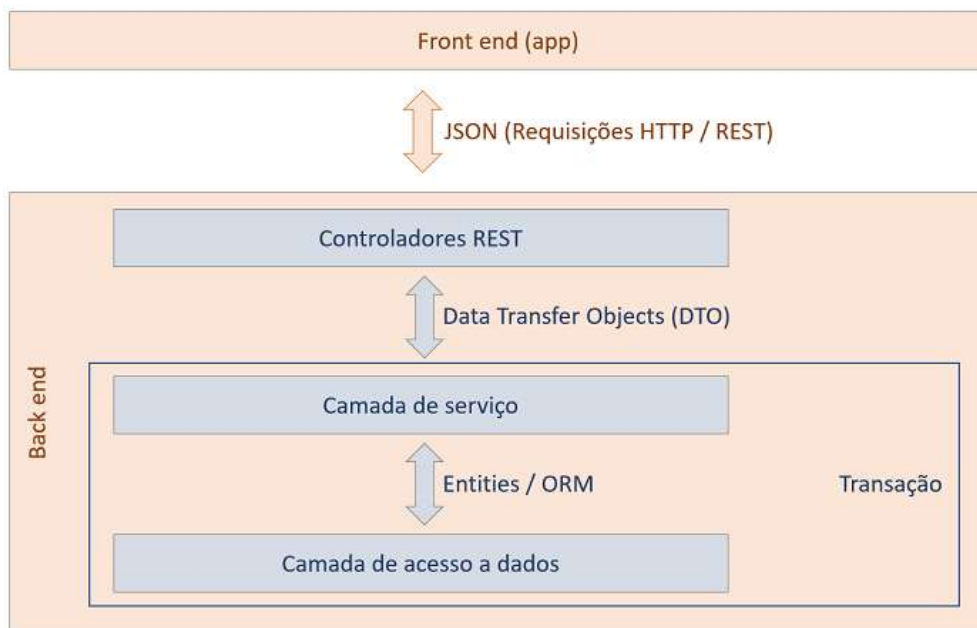 Front end (app)
JSON (Requisições HTTP / REST)
Controladores REST
Data Transfer Objects (DTO)
Back end
Camada de serviço
Entities / ORM
Transação
Camada de acesso a dados